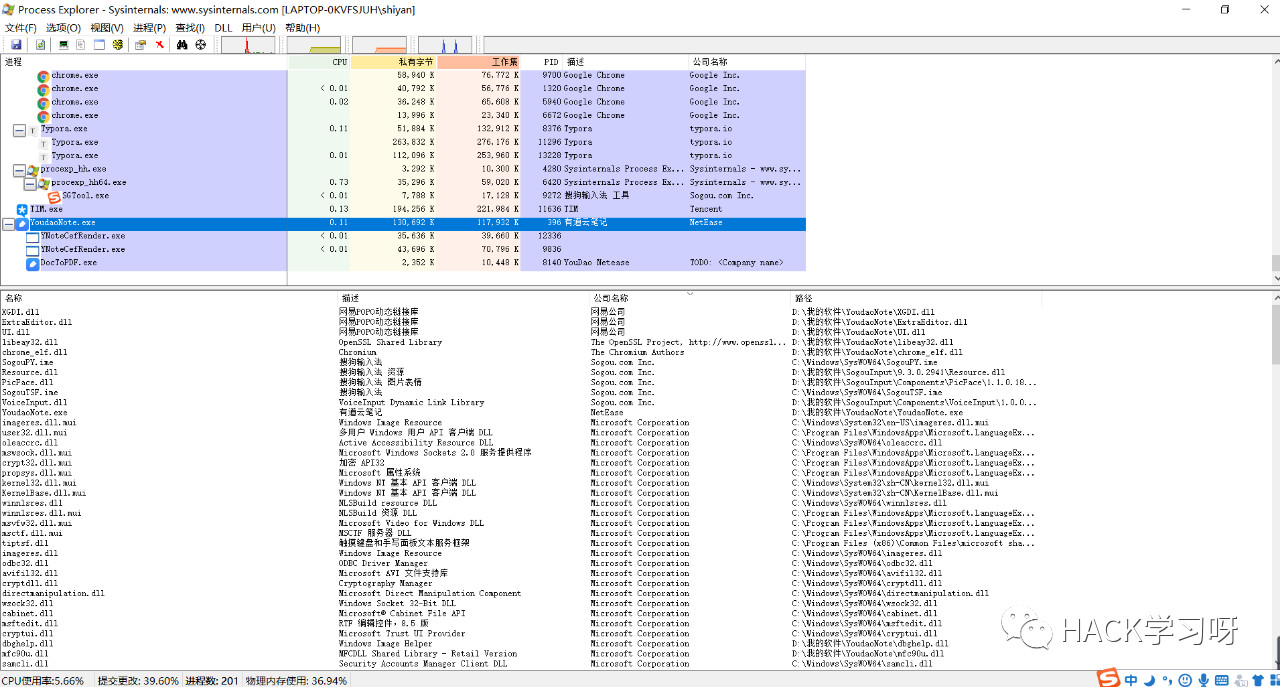 Process Explorer - Sysinternals: www.sysinternals.com [LAPTOP-0KVFSJUH\shiyan]
文件(F) 选项(O) 视图(V) 进程(P) 查找(I) DLL 用户(U) 帮助(H)
进程 CPU 私有字节 工作集 PID 描述 公司名称
chrome.exe 58,940 K 76,772 K 9700 Google Chrome Google Inc.
chrome.exe < 0.01 40,792 K 56,776 K 1320 Google Chrome Google Inc.
chrome.exe 0.02 36,248 K 65,608 K 5940 Google Chrome Google Inc.
chrome.exe 13,996 K 23,340 K 6672 Google Chrome Google Inc.
Typora.exe 0.11 51,884 K 132,912 K 8376 Typora typora.io
Typora.exe 263,832 K 276,176 K 11296 Typora typora.io
Typora.exe 0.01 112,096 K 253,960 K 13228 Typora typora.io
procexp_hh.exe 3,292 K 10,300 K 4280 Sysinternals Process Ex... Sysinternals - www.sy...
procexp_hh64.exe 0.73 35,296 K 59,020 K 6420 Sysinternals Process Ex... Sysinternals - www.sy...
SGTool.exe < 0.01 7,788 K 17,128 K 9272 搜狗输入法 工具 Sogou.com Inc.
TIM.exe 0.13 194,256 K 221,984 K 11636 TIM Tencent
YoudaoNote.exe 0.11 130,692 K 117,932 K 396 有道云笔记 NetEase
YNoteCefRender.exe < 0.01 35,636 K 39,660 K 12336
YNoteCefRender.exe < 0.01 43,696 K 70,796 K 9836
DocToPDF.exe 2,352 K 10,448 K 8140 YouDao Netease TODO: <Company name>
名称 描述 公司名称 路径
XGDI.dll 网易POPO动态链接库 网易公司 D:\我的软件\YoudaoNote\XGDI.dll
ExtraEditor.dll 网易POPO动态链接库 网易公司 D:\我的软件\YoudaoNote\ExtraEditor.dll
UI.dll 网易POPO动态链接库 网易公司 D:\我的软件\YoudaoNote\UI.dll
libeay32.dll OpenSSL Shared Library The OpenSSL Project, http://www.openssl... D:\我的软件\YoudaoNote\libeay32.dll
chrome_elf.dll Chromium The Chromium Authors D:\我的软件\YoudaoNote\chrome_elf.dll
SogouPY.ime 搜狗输入法 Sogou.com Inc. C:\Windows\SysWOW64\SogouPY.ime
Resource.dll 搜狗输入法 资源 Sogou.com Inc. D:\我的软件\SogouInput\9.3.0.2941\Resource.dll
PicFace.dll 搜狗输入法 图片表情 Sogou.com Inc. D:\我的软件\SogouInput\Components\PicFace\1.1.0.18...
SogouTSF.ime 搜狗输入法 Sogou.com Inc. C:\Windows\SysWOW64\SogouTSF.ime
VoiceInput.dll VoiceInput Dynamic Link Library Sogou.com Inc. D:\我的软件\SogouInput\Components\VoiceInput\1.0.0...
YoudaoNote.exe 有道云笔记 NetEase D:\我的软件\YoudaoNote\YoudaoNote.exe
imageres.dll.mui Windows Image Resource Microsoft Corporation C:\Windows\System32\en-US\imageres.dll.mui
user32.dll.mui 多用户 Windows 用户 API 客户端 DLL Microsoft Corporation C:\Program Files\WindowsApps\Microsoft.LanguageEx...
oleaccrc.dll Active Accessibility Resource DLL Microsoft Corporation C:\Windows\SysWOW64\oleaccrc.dll
mswsock.dll.mui Microsoft Windows Sockets 2.0 服务提供程序 Microsoft Corporation C:\Program Files\WindowsApps\Microsoft.LanguageEx...
crypt32.dll.mui 加密 API32 Microsoft Corporation C:\Program Files\WindowsApps\Microsoft.LanguageEx...
propsys.dll.mui Microsoft 属性系统 Microsoft Corporation C:\Program Files\WindowsApps\Microsoft.LanguageEx...
kernel32.dll.mui Windows NT 基本 API 客户端 DLL Microsoft Corporation C:\Windows\System32\zh-CN\kernel32.dll.mui
KernelBase.dll.mui Windows NT 基本 API 客户端 DLL Microsoft Corporation C:\Windows\System32\zh-CN\KernelBase.dll.mui
winnlsres.dll NLSBuild resource DLL Microsoft Corporation C:\Windows\SysWOW64\winnlsres.dll
winnlsres.dll.mui NLSBuild 资源 DLL Microsoft Corporation C:\Program Files\WindowsApps\Microsoft.LanguageEx...
msvfw32.dll.mui Microsoft Video for Windows DLL Microsoft Corporation C:\Program Files\WindowsApps\Microsoft.LanguageEx...
msctf.dll.mui MSCTF 服务器 DLL Microsoft Corporation C:\Program Files\WindowsApps\Microsoft.LanguageEx...
tiptsf.dll 触摸键盘和手写面板文本服务框架 Microsoft Corporation C:\Program Files (x86)\Common Files\microsoft sha...
imageres.dll Windows Image Resource Microsoft Corporation C:\Windows\SysWOW64\imageres.dll
odbc32.dll ODBC Driver Manager Microsoft Corporation C:\Windows\SysWOW64\odbc32.dll
avifil32.dll Microsoft AVI 文件支持库 Microsoft Corporation C:\Windows\SysWOW64\avifil32.dll
cryptdll.dll Cryptography Manager Microsoft Corporation C:\Windows\SysWOW64\cryptdll.dll
directmanipulation.dll Microsoft Direct Manipulation Component Microsoft Corporation C:\Windows\SysWOW64\directmanipulation.dll
wsock32.dll Windows Socket 32-Bit DLL Microsoft Corporation C:\Windows\SysWOW64\wsock32.dll
cabinet.dll Microsoft® Cabinet File API Microsoft Corporation C:\Windows\SysWOW64\cabinet.dll
msftedit.dll RTF 编辑控件，8.5 版 Microsoft Corporation C:\Windows\SysWOW64\msftedit.dll
cryptui.dll Microsoft Trust UI Provider Microsoft Corporation C:\Windows\SysWOW64\cryptui.dll
dbghelp.dll Windows Image Helper Microsoft Corporation D:\我的软件\YoudaoNote\dbghelp.dll
mfc90u.dll MFCDLL Shared Library - Retail Version Microsoft Corporation D:\我的软件\YoudaoNote\mfc90u.dll
samcli.dll Security Accounts Manager Client DLL Microsoft Corporation C:\Windows\SysWOW64\samcli.dll
HACK学习呀
CPU使用率:5.66% 提交更改: 39.60% 进程数: 201 物理内存使用: 36.94%
中